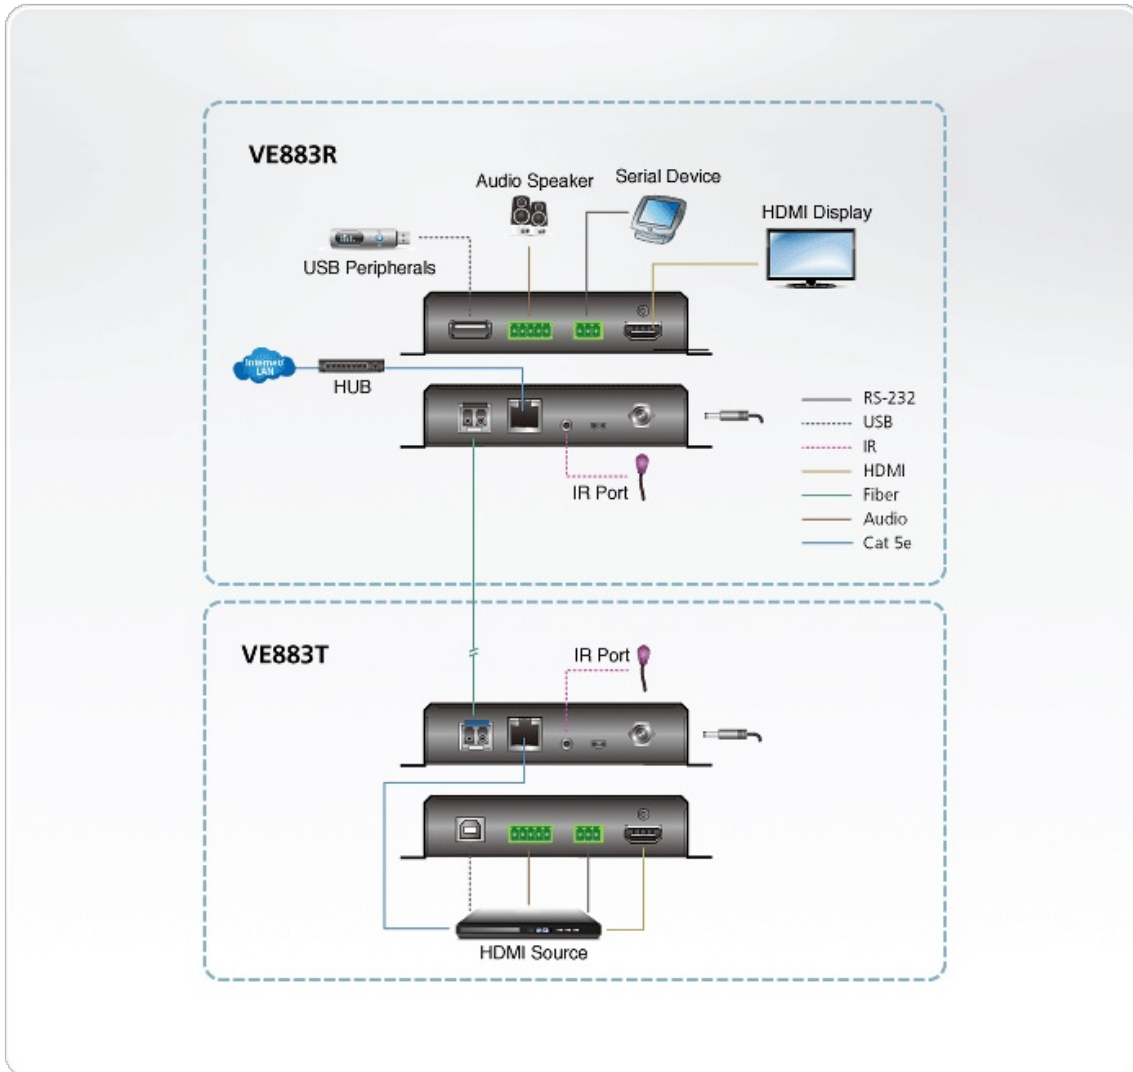 VE883R
Audio Speaker
Serial Device
HDMI Display
USB Peripherals
Internet/
LAN
HUB
IR Port
RS-232
USB
IR
HDMI
Fiber
Audio
Cat 5e
VE883T
IR Port
HDMI Source